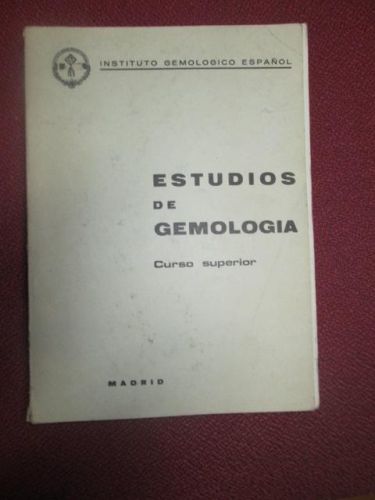 INSTITUTO GEMOLOGICO ESPAÑOL
ESTUDIOS
DE
GEMOLOGIA
Curso superior
MADRID